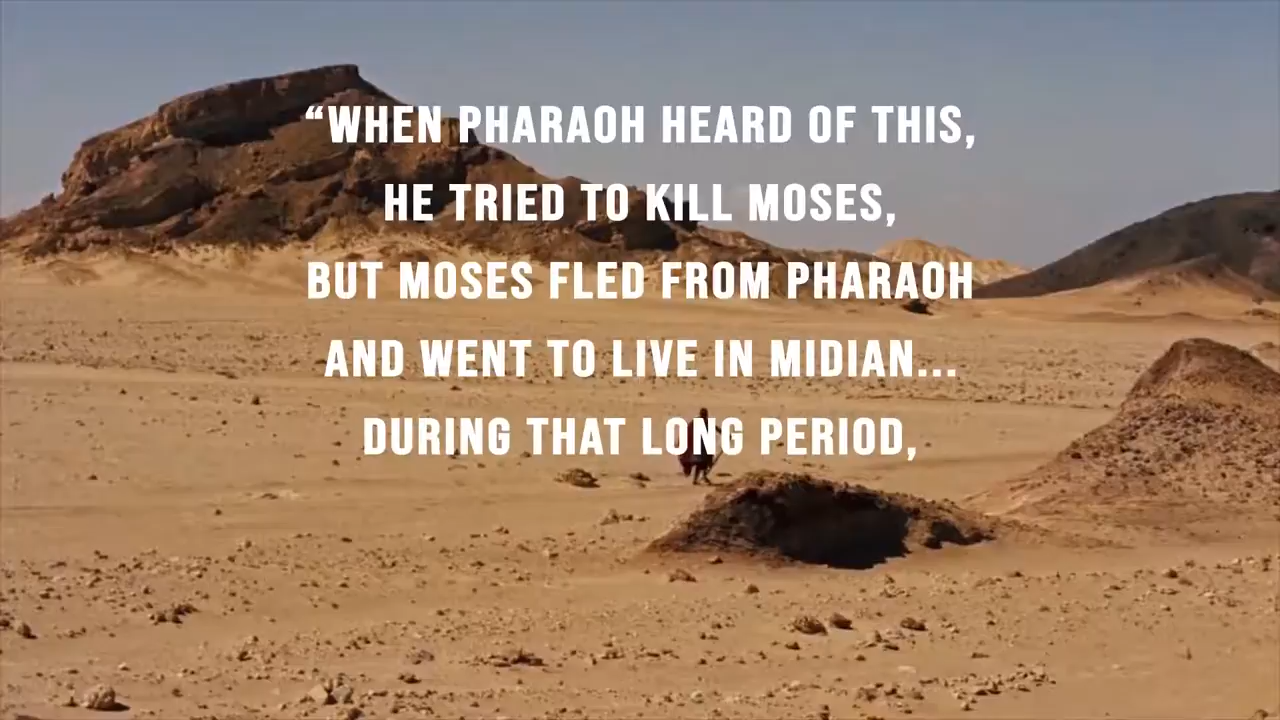 “WHEN PHARAOH HEARD OF THIS,
HE TRIED TO KILL MOSES,
BUT MOSES FLED FROM PHARAOH
AND WENT TO LIVE IN MIDIAN...
DURING THAT LONG PERIOD,